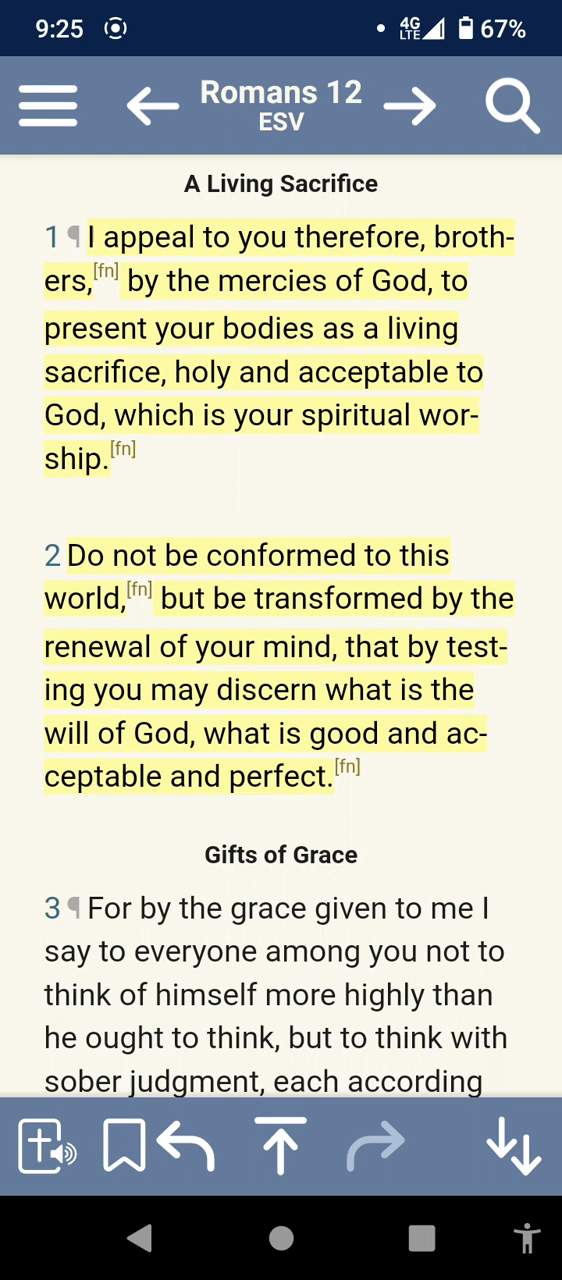 9:25 4G LTE 67%
Romans 12
ESV
A Living Sacrifice
1 ¶ I appeal to you therefore, broth-
ers,[fn] by the mercies of God, to
present your bodies as a living
sacrifice, holy and acceptable to
God, which is your spiritual wor-
ship.[fn]
2 Do not be conformed to this
world,[fn] but be transformed by the
renewal of your mind, that by test-
ing you may discern what is the
will of God, what is good and ac-
ceptable and perfect.[fn]
Gifts of Grace
3 ¶ For by the grace given to me I
say to everyone among you not to
think of himself more highly than
he ought to think, but to think with
sober judgment, each according